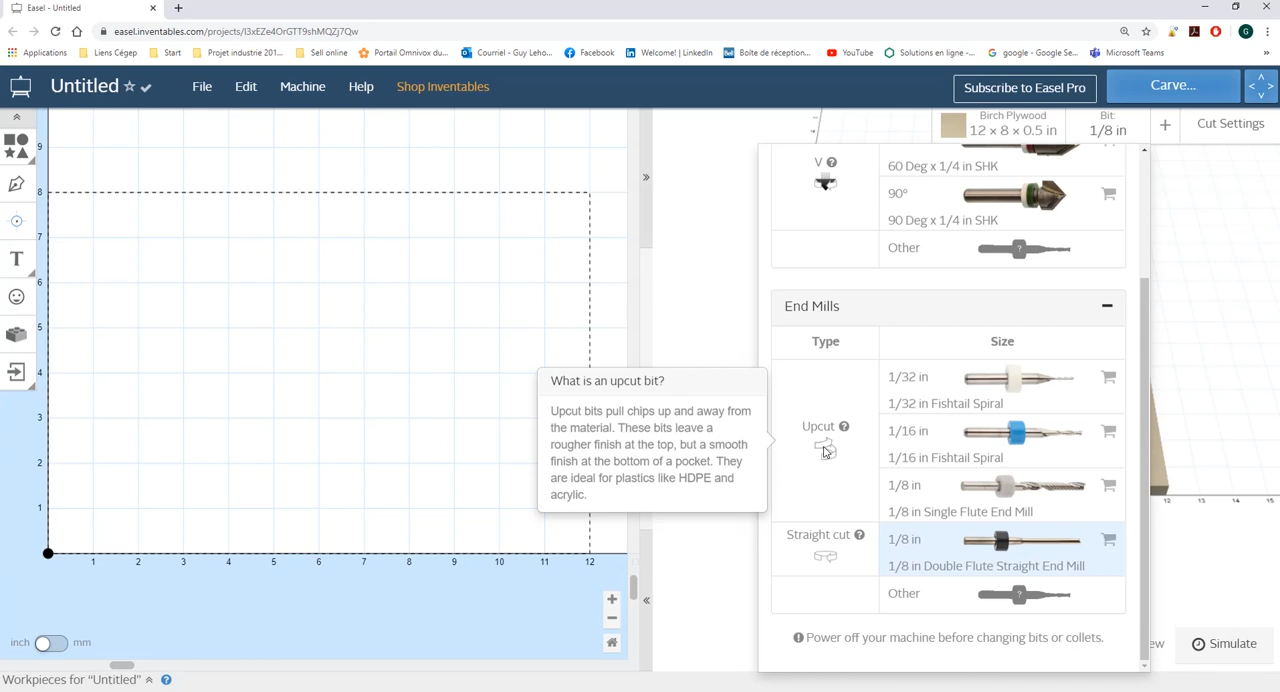 Easel - Untitled
easel.inventables.com/projects/l3xEZe4OrGTT9shMQZj7Qw
G
Applications Liens Cégep Start Projet industrie 201... Sell online Portail Omnivox du... Courriel - Guy Leho... Facebook Welcome! | LinkedIn Boîte de réception... YouTube Solutions en ligne -... google - Google Se... Microsoft Teams
Untitled File Edit Machine Help Shop Inventables Subscribe to Easel Pro Carve...
Birch Plywood
12 × 8 × 0.5 in
Bit:
1/8 in
Cut Settings
9
8
7
6
5
4
3
2
1
1 2 3 4 5 6 7 8 9 10 11 12
T
V
60 Deg x 1/4 in SHK
90°
90 Deg x 1/4 in SHK
Other
End Mills
Type Size
Upcut
1/32 in
1/32 in Fishtail Spiral
1/16 in
1/16 in Fishtail Spiral
1/8 in
1/8 in Single Flute End Mill
Straight cut
1/8 in
1/8 in Double Flute Straight End Mill
Other
Power off your machine before changing bits or collets.
What is an upcut bit?
Upcut bits pull chips up and away from
the material. These bits leave a
rougher finish at the top, but a smooth
finish at the bottom of a pocket. They
are ideal for plastics like HDPE and
acrylic.
12 13 14 15
inch mm
Simulate
Workpieces for “Untitled”